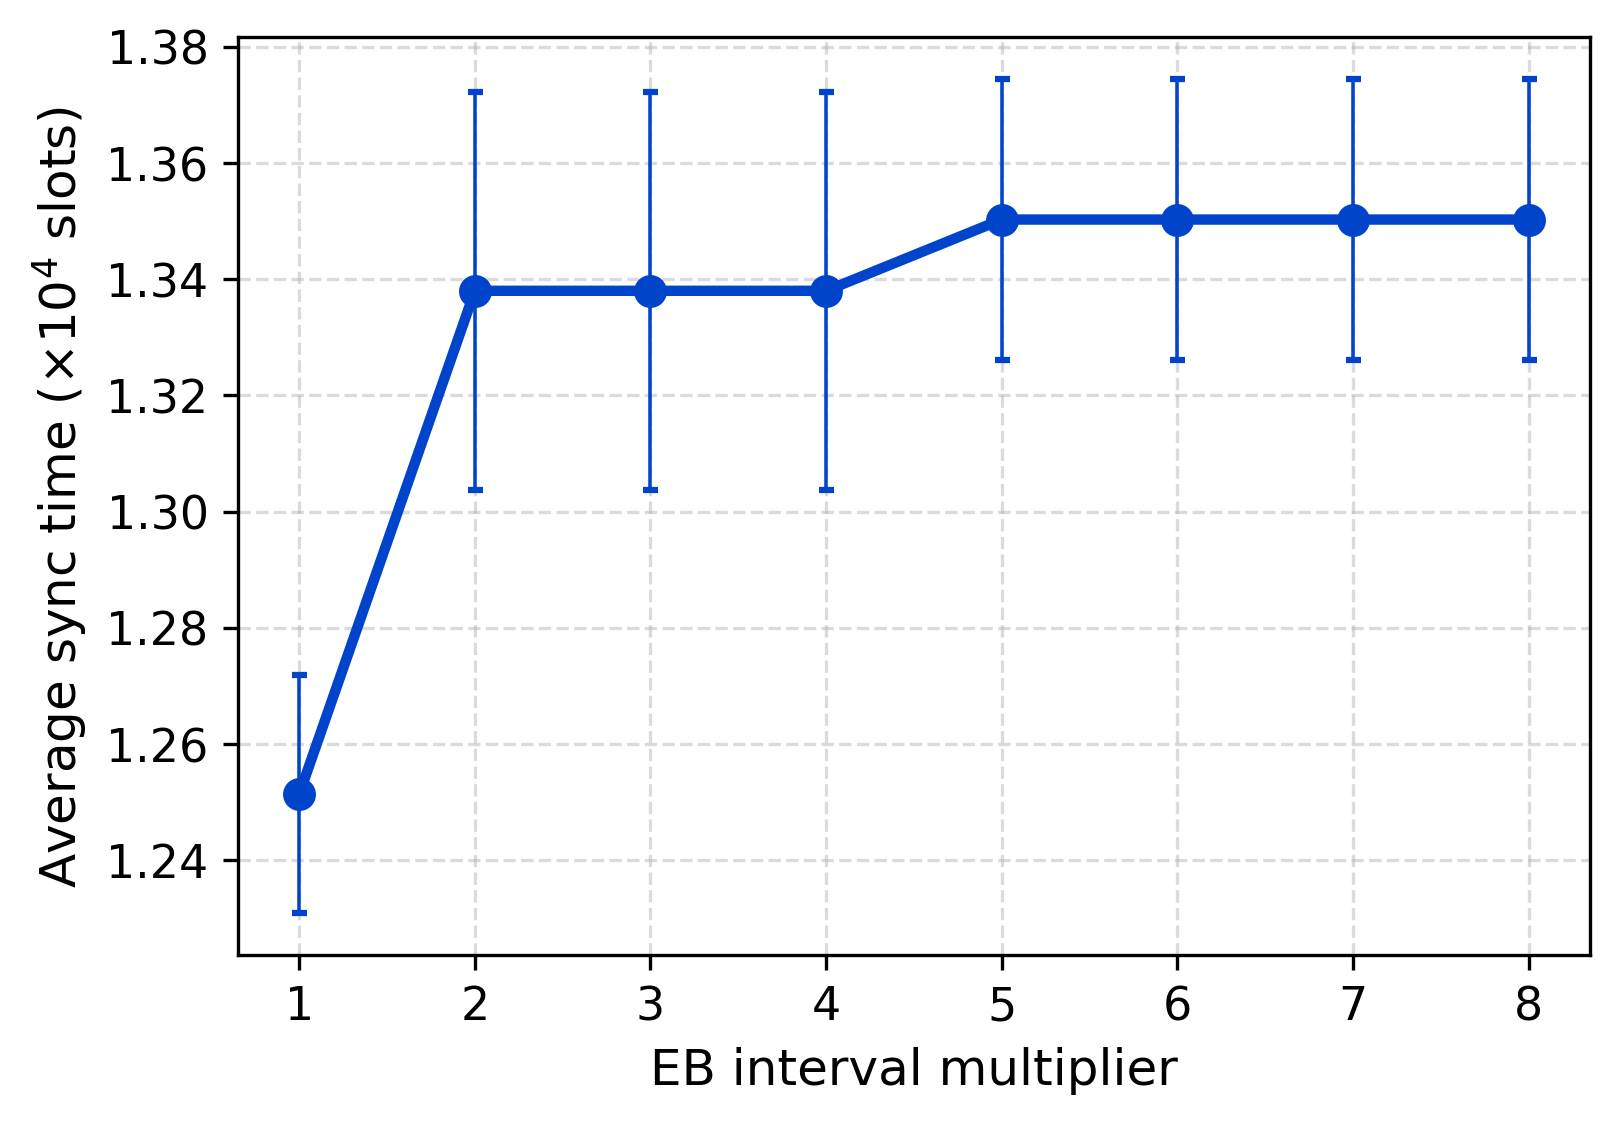 Average sync time (×10⁴ slots)
1.38
1.36
1.34
1.32
1.30
1.28
1.26
1.24
1 2 3 4 5 6 7 8
EB interval multiplier